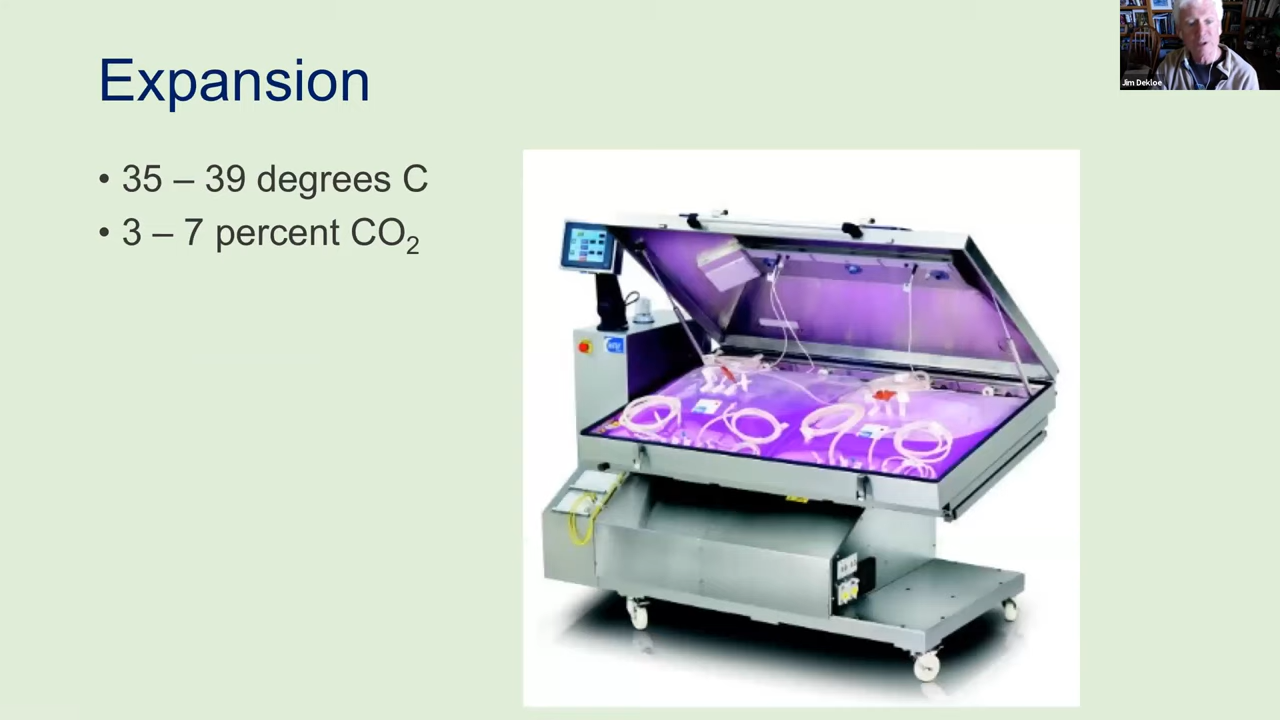 Expansion
• 35 – 39 degrees C
• 3 – 7 percent CO₂
Jim Dekloe